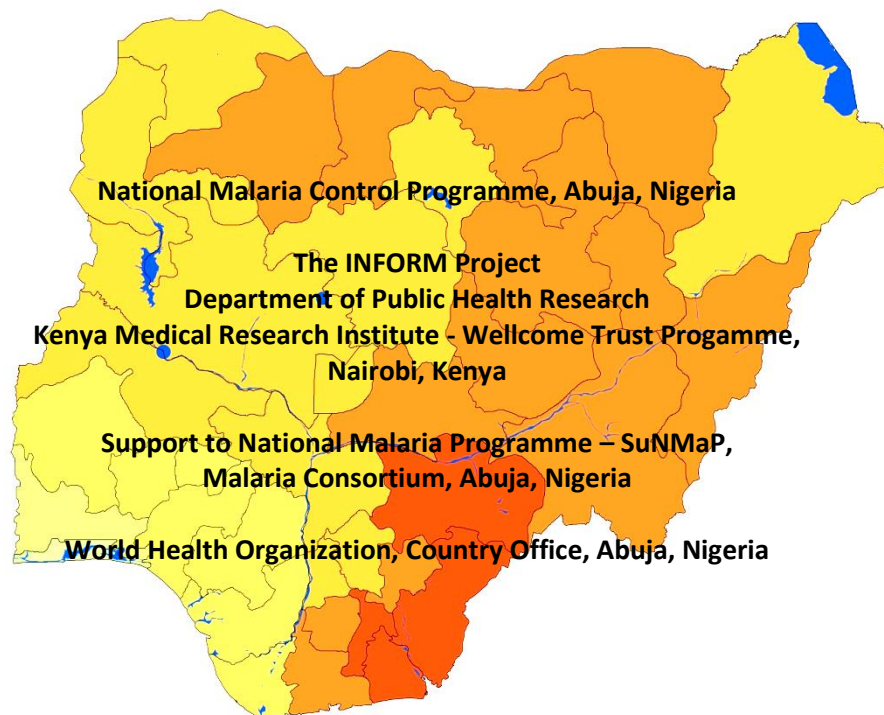 National Malaria Control Programme, Abuja, Nigeria
The INFORM Project
Department of Public Health Research
Kenya Medical Research Institute - Wellcome Trust Progamme,
Nairobi, Kenya
Support to National Malaria Programme – SuNMaP,
Malaria Consortium, Abuja, Nigeria
World Health Organization, Country Office, Abuja, Nigeria